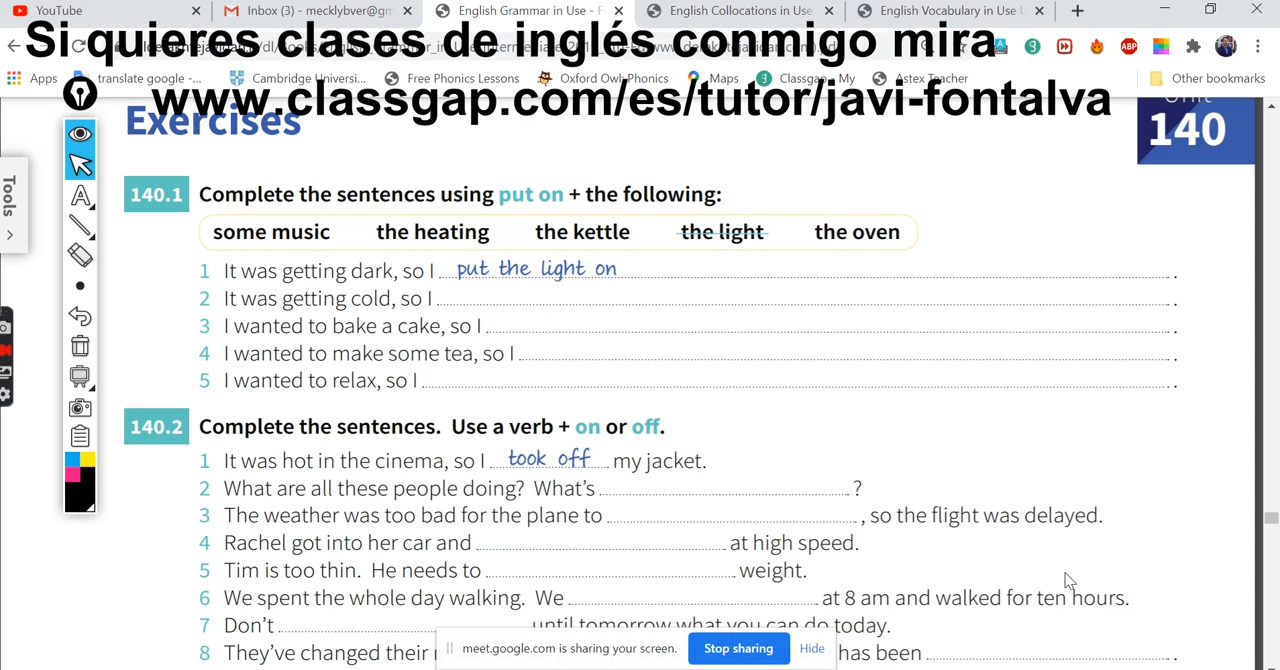 YouTube
Inbox (3) - mecklybver@gm
English Grammar in Use - F
English Collocations in Use
English Vocabulary in Use
Si quieres clases de inglés conmigo mira
Apps
translate google -...
Cambridge Universi...
Free Phonics Lessons
Oxford Owl Phonics
Maps
Classgap - My
Astex Teacher
Other bookmarks
www.classgap.com/es/tutor/javi-fontalva
Exercises
Unit
140
Tools
140.1 Complete the sentences using put on + the following:
some music the heating the kettle the light the oven
1 It was getting dark, so I put the light on .
2 It was getting cold, so I .
3 I wanted to bake a cake, so I .
4 I wanted to make some tea, so I .
5 I wanted to relax, so I .
140.2 Complete the sentences. Use a verb + on or off.
1 It was hot in the cinema, so I took off my jacket.
2 What are all these people doing? What's ?
3 The weather was too bad for the plane to , so the flight was delayed.
4 Rachel got into her car and at high speed.
5 Tim is too thin. He needs to weight.
6 We spent the whole day walking. We at 8 am and walked for ten hours.
7 Don't until tomorrow what you can do today.
meet.google.com is sharing your screen.
Stop sharing
Hide
8 They've changed their has been .